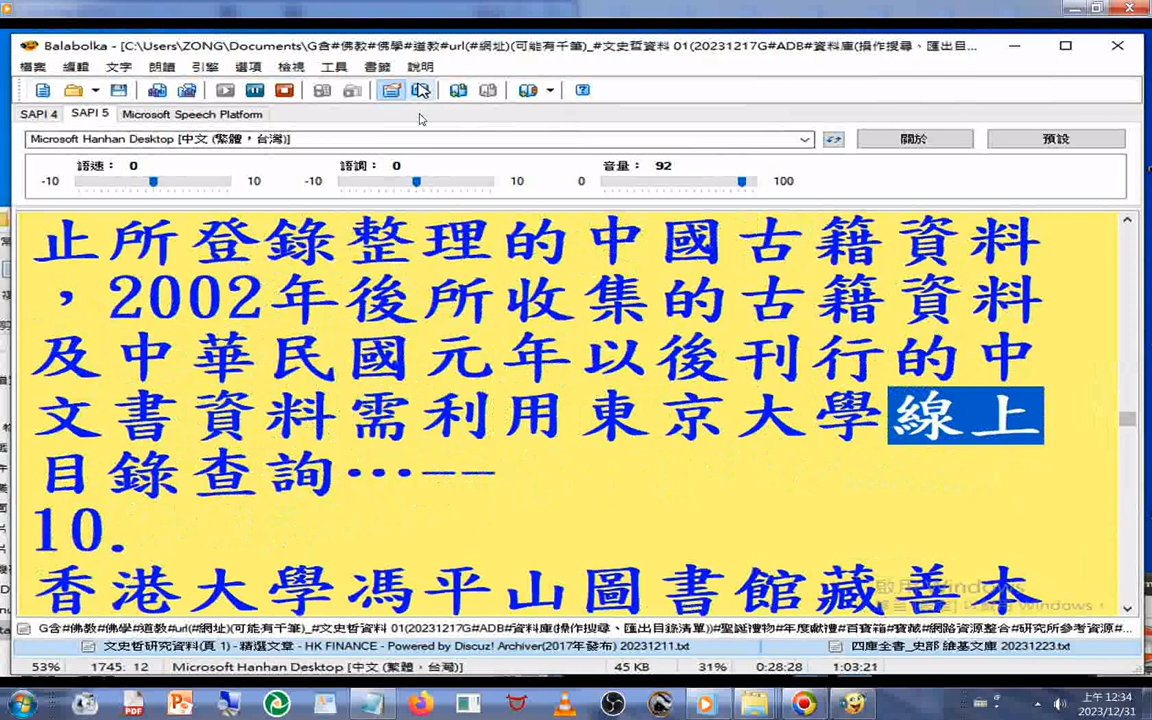 Balabolka - [C:\Users\ZONG\Documents\G含#佛教#佛學#道教#url(#網址)(可能有千筆)_#文史哲資料 01(20231217G#ADB#資料庫(操作搜尋、匯出目...
檔案 編輯 文字 朗讀 引擎 選項 檢視 工具 書籤 說明
SAPI 4 SAPI 5 Microsoft Speech Platform
Microsoft Hanhan Desktop [中文 (繁體，台灣)] 關於 預設
語速： 0 語調： 0 音量： 92
-10 10 -10 10 0 100
止所登錄整理的中國古籍資料
，2002年後所收集的古籍資料
及中華民國元年以後刊行的中
文書資料需利用東京大學線上
目錄查詢…--
10.
香港大學馮平山圖書館藏善本
啟用 Windows
G含#佛教#佛學#道教#url(#網址)(可能有千筆)_#文史哲資料 01(20231217G#ADB#資料庫(操作搜尋、匯出目錄清單))#聖誕禮物#年度獻禮#百寶箱#寶藏#網路資源整合#研究所參考資源#...
文史哲研究資料(頁 1) - 精選文章 - HK FINANCE - Powered by Discuz! Archiver(2017年發布) 20231211.txt 四庫全書_史部 維基文庫 20231223.txt
53% 1745: 12 Microsoft Hanhan Desktop [中文 (繁體，台灣)] 45 KB 31% 0:28:28 1:03:21
上午 12:34
2023/12/31